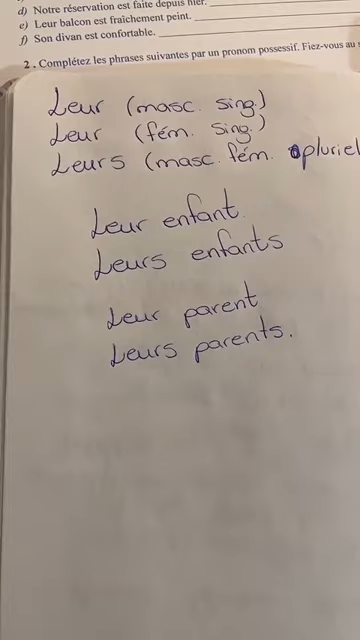 d) Notre réservation est faite depuis hier.
e) Leur balcon est fraîchement peint.
f) Son divan est confortable.
2. Complétez les phrases suivantes par un pronom possessif. Fiez-vous au
Leur (masc. sing.)
Leur (fém. sing.)
Leurs (masc. fém. pluriel
Leur enfant.
Leurs enfants
Leur parent
Leurs parents.